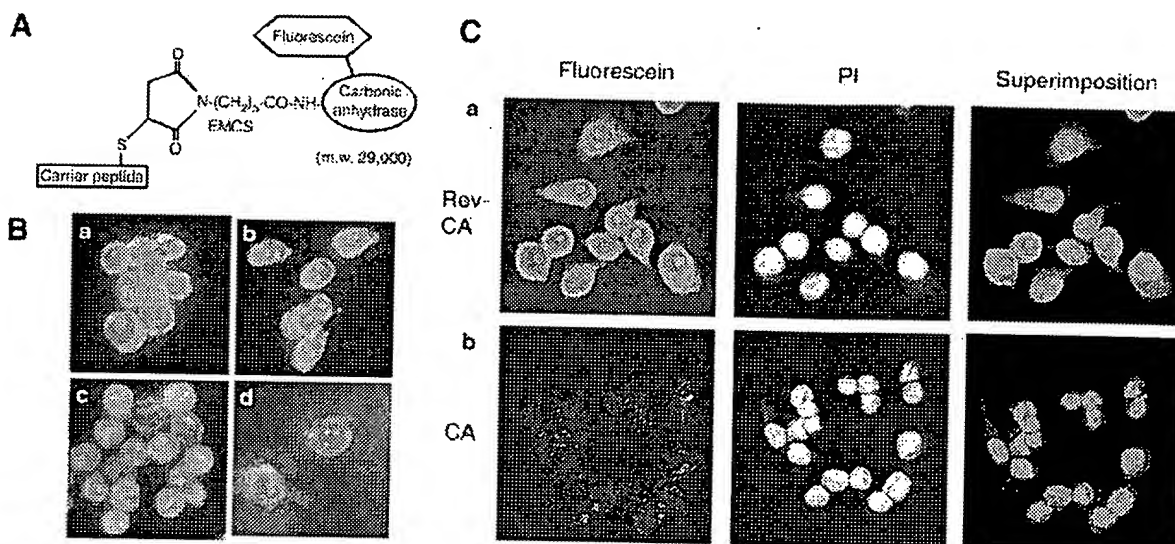 A
Fluorescein
O
N-(CH₂)₅-CO-NH-
Carbonic
anhydrase
EMCS
S
O
(m.w. 29,000)
Carrier peptide
B
a
b
c
d
C
Fluorescein
PI
Superimposition
a
Rev-
CA
b
CA